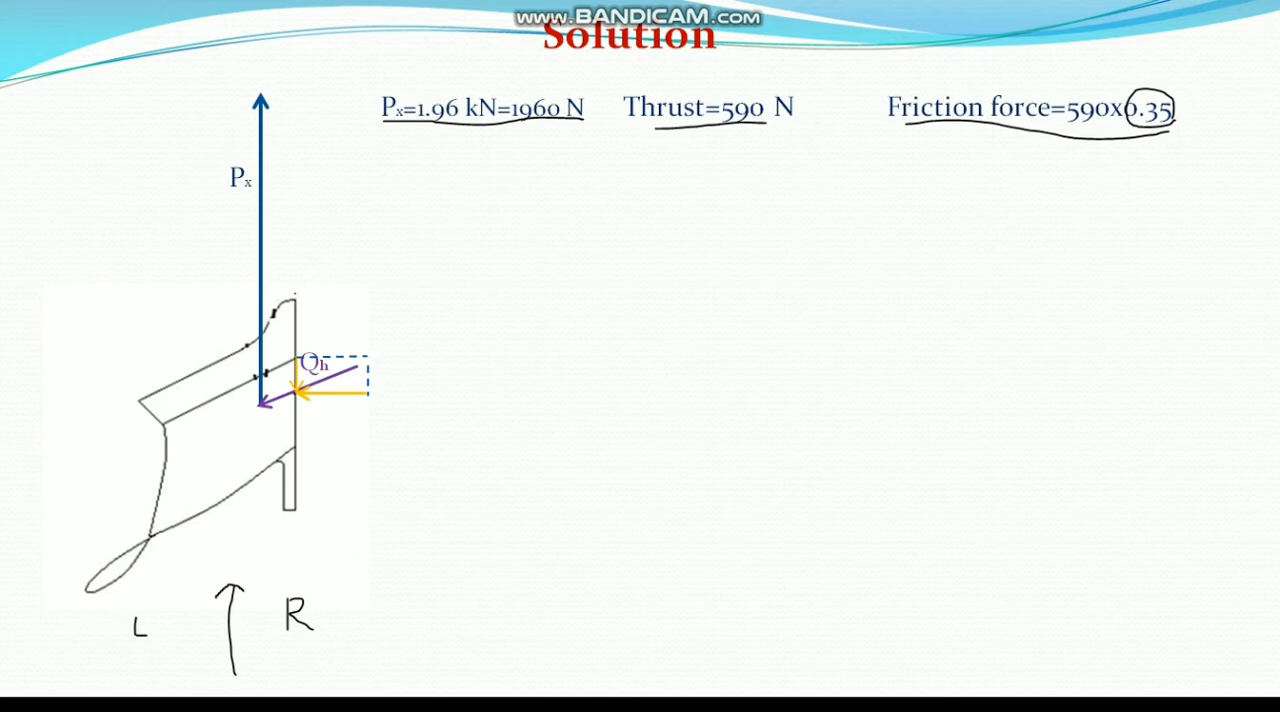 www.BANDICAM.com
Solution
Px=1.96 kN=1960 N Thrust=590 N Friction force=590x0.35
Px
Qh
L R